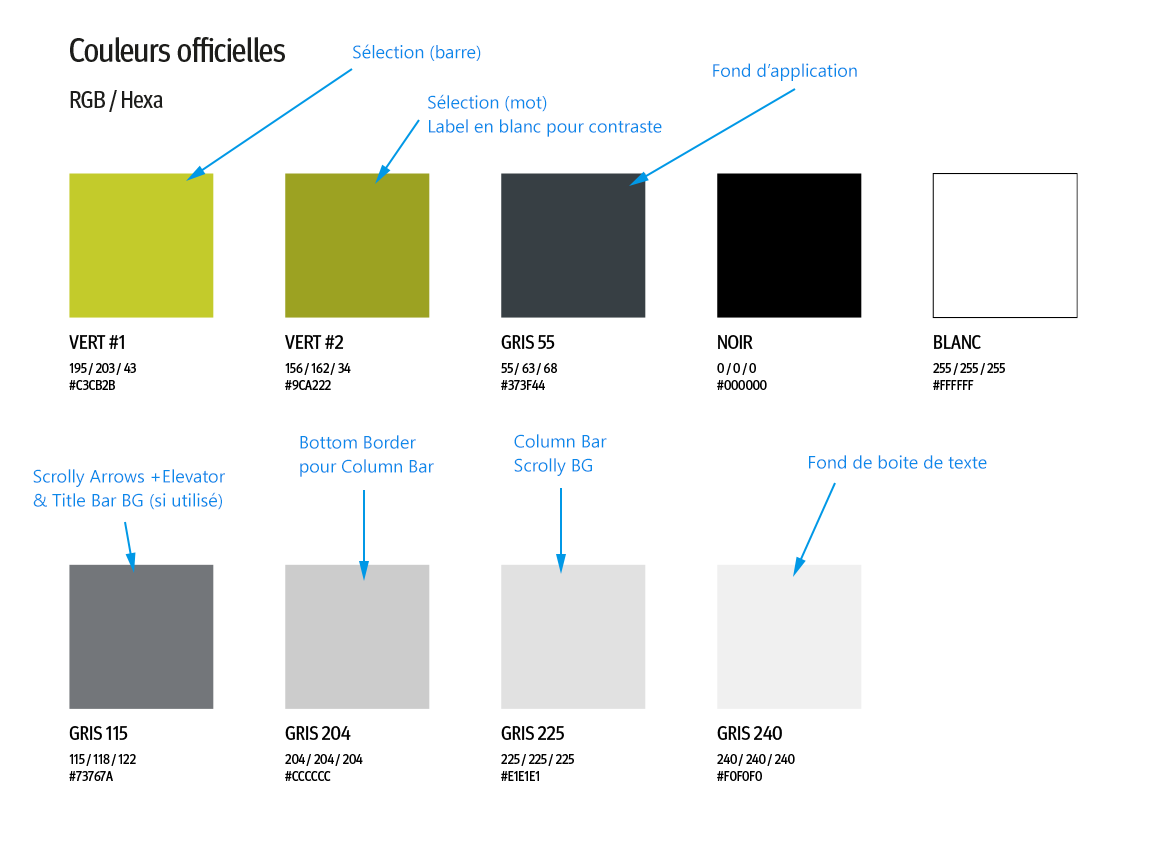 Couleurs officielles
Sélection (barre)
Fond d'application
RGB / Hexa
Sélection (mot)
Label en blanc pour contraste
VERT #1
195 / 203 / 43
#C3CB2B
VERT #2
156 / 162 / 34
#9CA222
GRIS 55
55 / 63 / 68
#373F44
NOIR
0 / 0 / 0
#000000
BLANC
255 / 255 / 255
#FFFFFF
Scrolly Arrows +Elevator
& Title Bar BG (si utilisé)
Bottom Border
pour Column Bar
Column Bar
Scrolly BG
Fond de boite de texte
GRIS 115
115 / 118 / 122
#73767A
GRIS 204
204 / 204 / 204
#CCCCCC
GRIS 225
225 / 225 / 225
#E1E1E1
GRIS 240
240 / 240 / 240
#F0F0F0